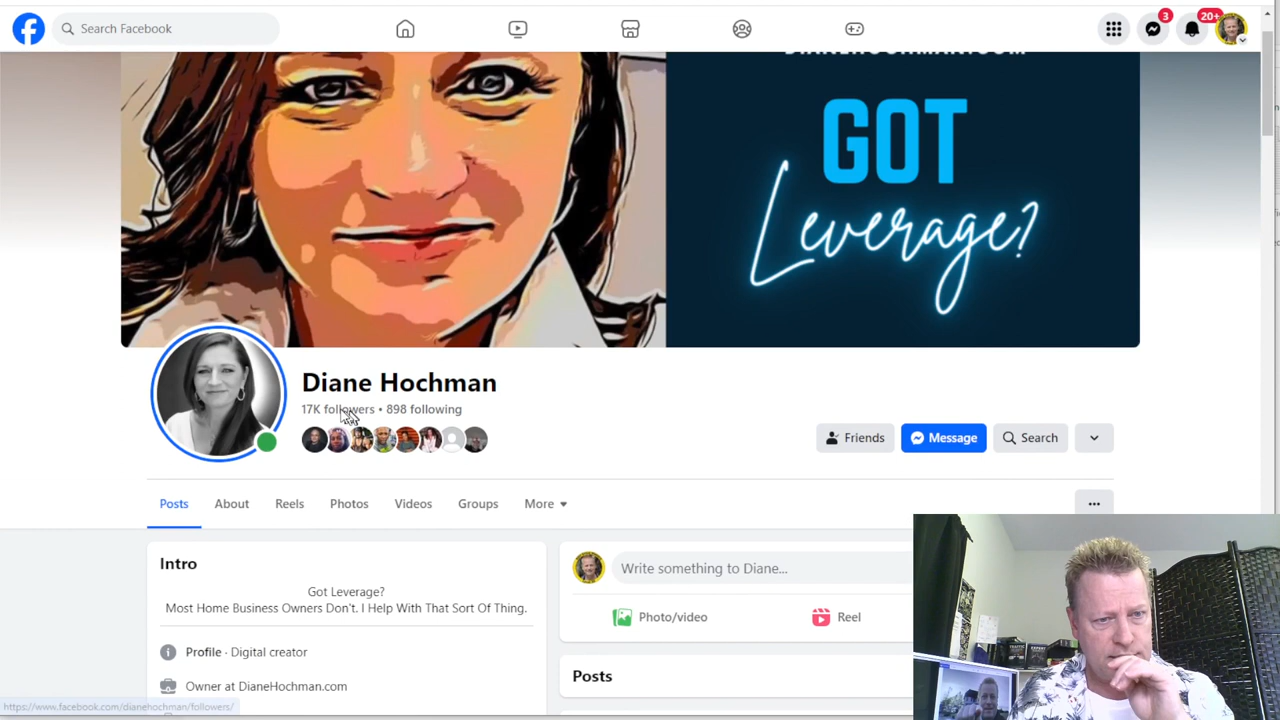 Search Facebook
3
20+
GOT
Leverage?
Diane Hochman
17K followers • 898 following
Friends
Message
Search
Posts
About
Reels
Photos
Videos
Groups
More
Intro
Got Leverage?
Most Home Business Owners Don't. I Help With That Sort Of Thing.
Profile · Digital creator
Owner at DianeHochman.com
Write something to Diane...
Photo/video
Reel
Posts
https://www.facebook.com/dianehochman/followers/